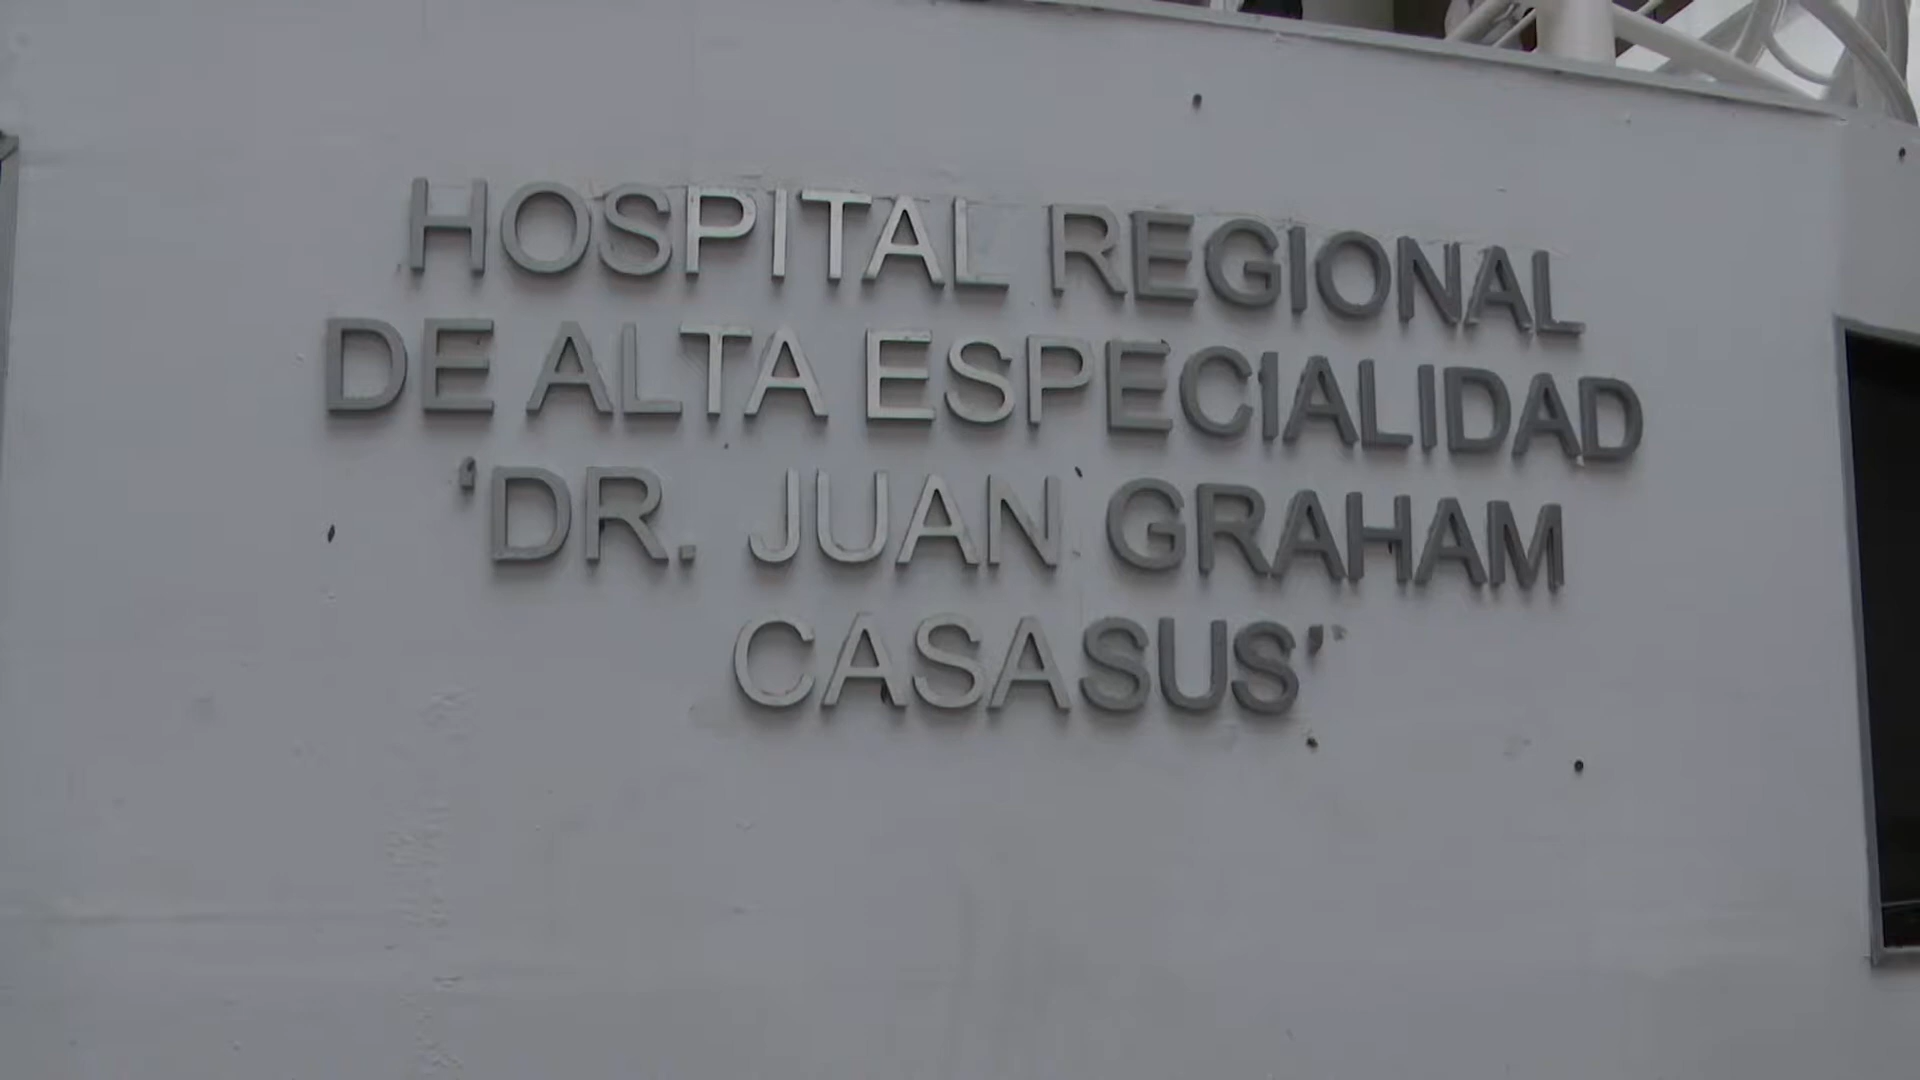 HOSPITAL REGIONAL
DE ALTA ESPECIALIDAD
‘DR. JUAN GRAHAM
CASASUS’